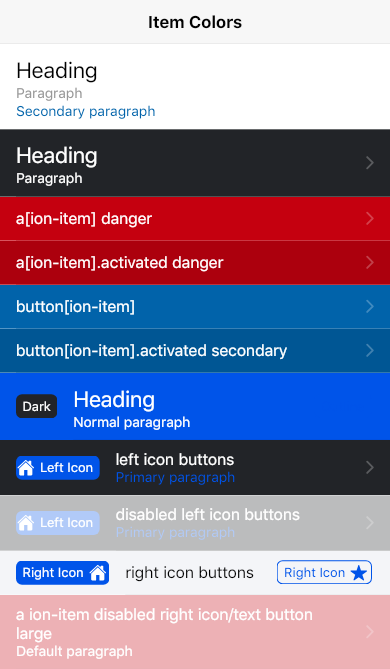 Item Colors
Heading
Paragraph
Secondary paragraph
Heading
Paragraph
a[ion-item] danger
a[ion-item].activated danger
button[ion-item]
button[ion-item].activated secondary
Dark Heading
Normal paragraph
Left Icon left icon buttons
Primary paragraph
Left Icon disabled left icon buttons
Primary paragraph
Right Icon right icon buttons Right Icon
a ion-item disabled right icon/text button
large
Default paragraph